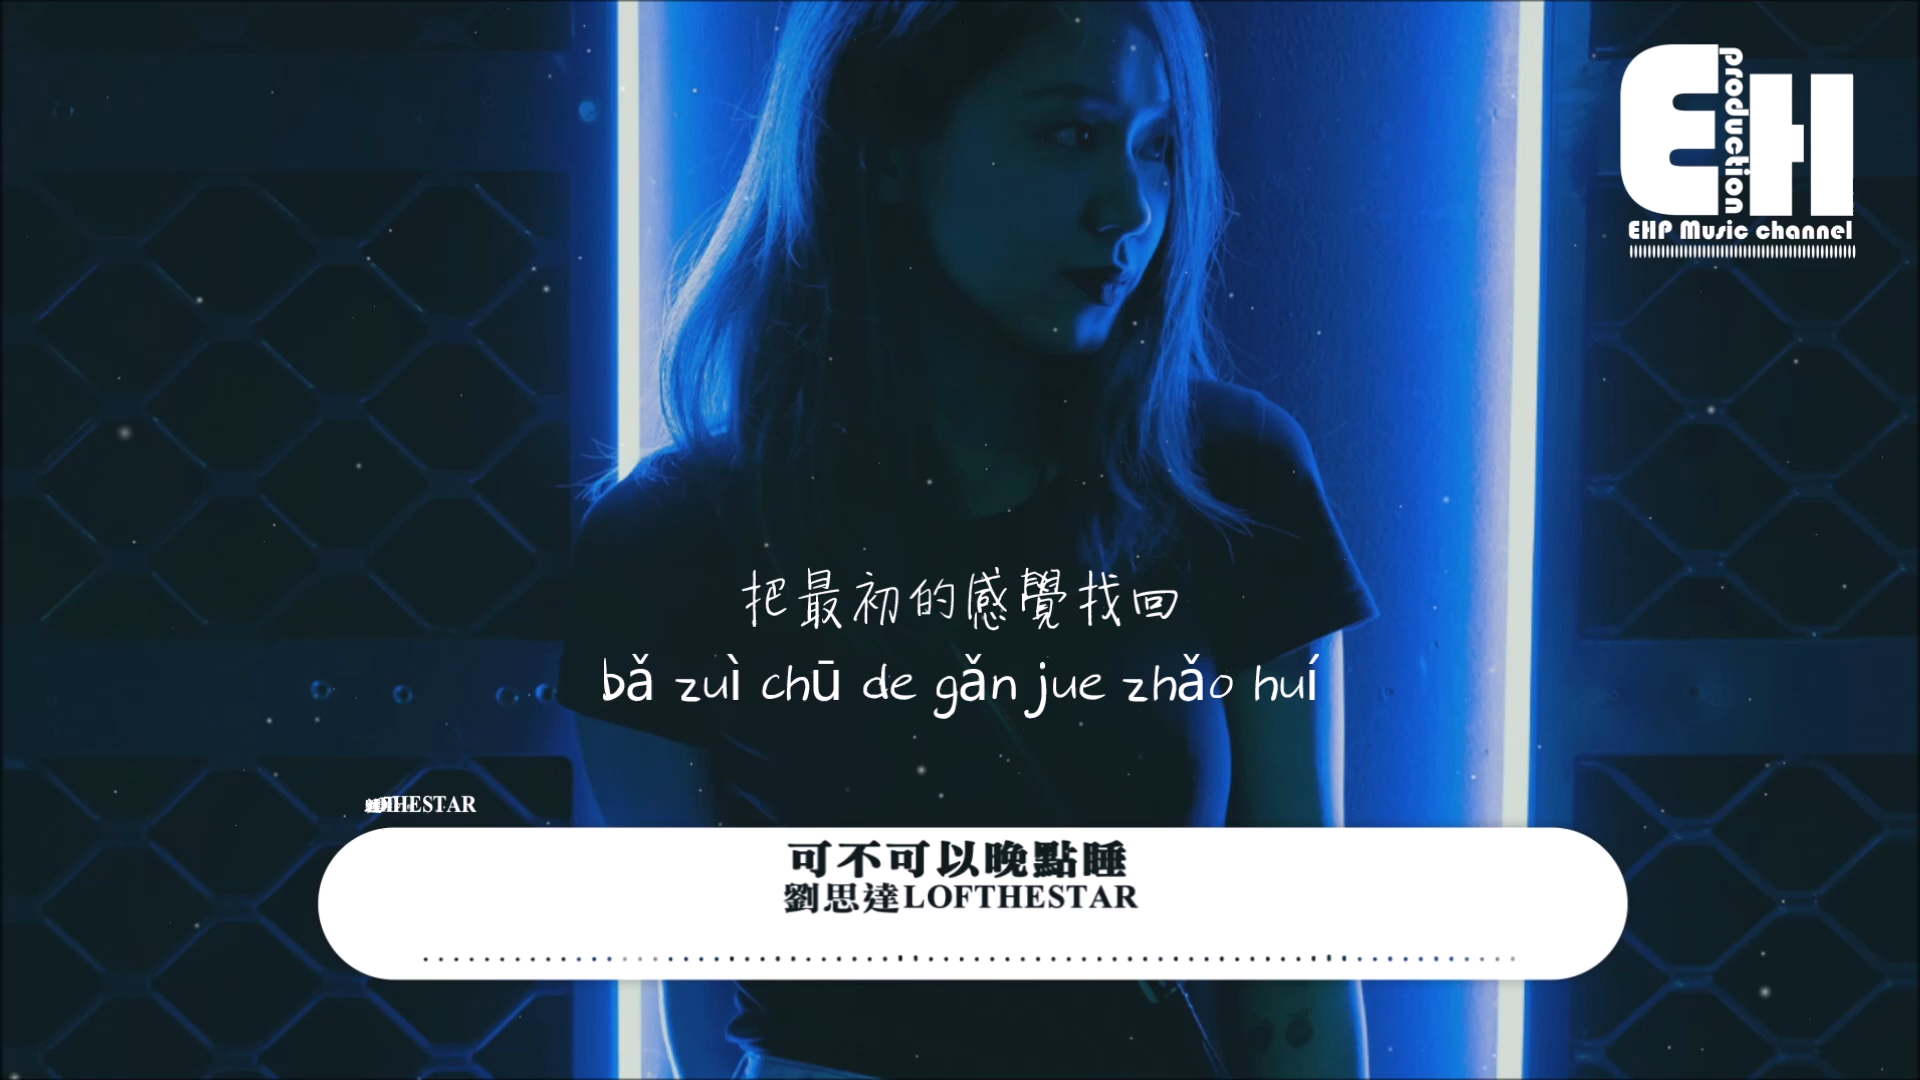 EH
production
EHP Music channel
把最初的感覺找回
bǎ zuì chū de gǎn jue zhǎo huí
THESTAR
可不可以晚點睡
劉思達LOFTHESTAR